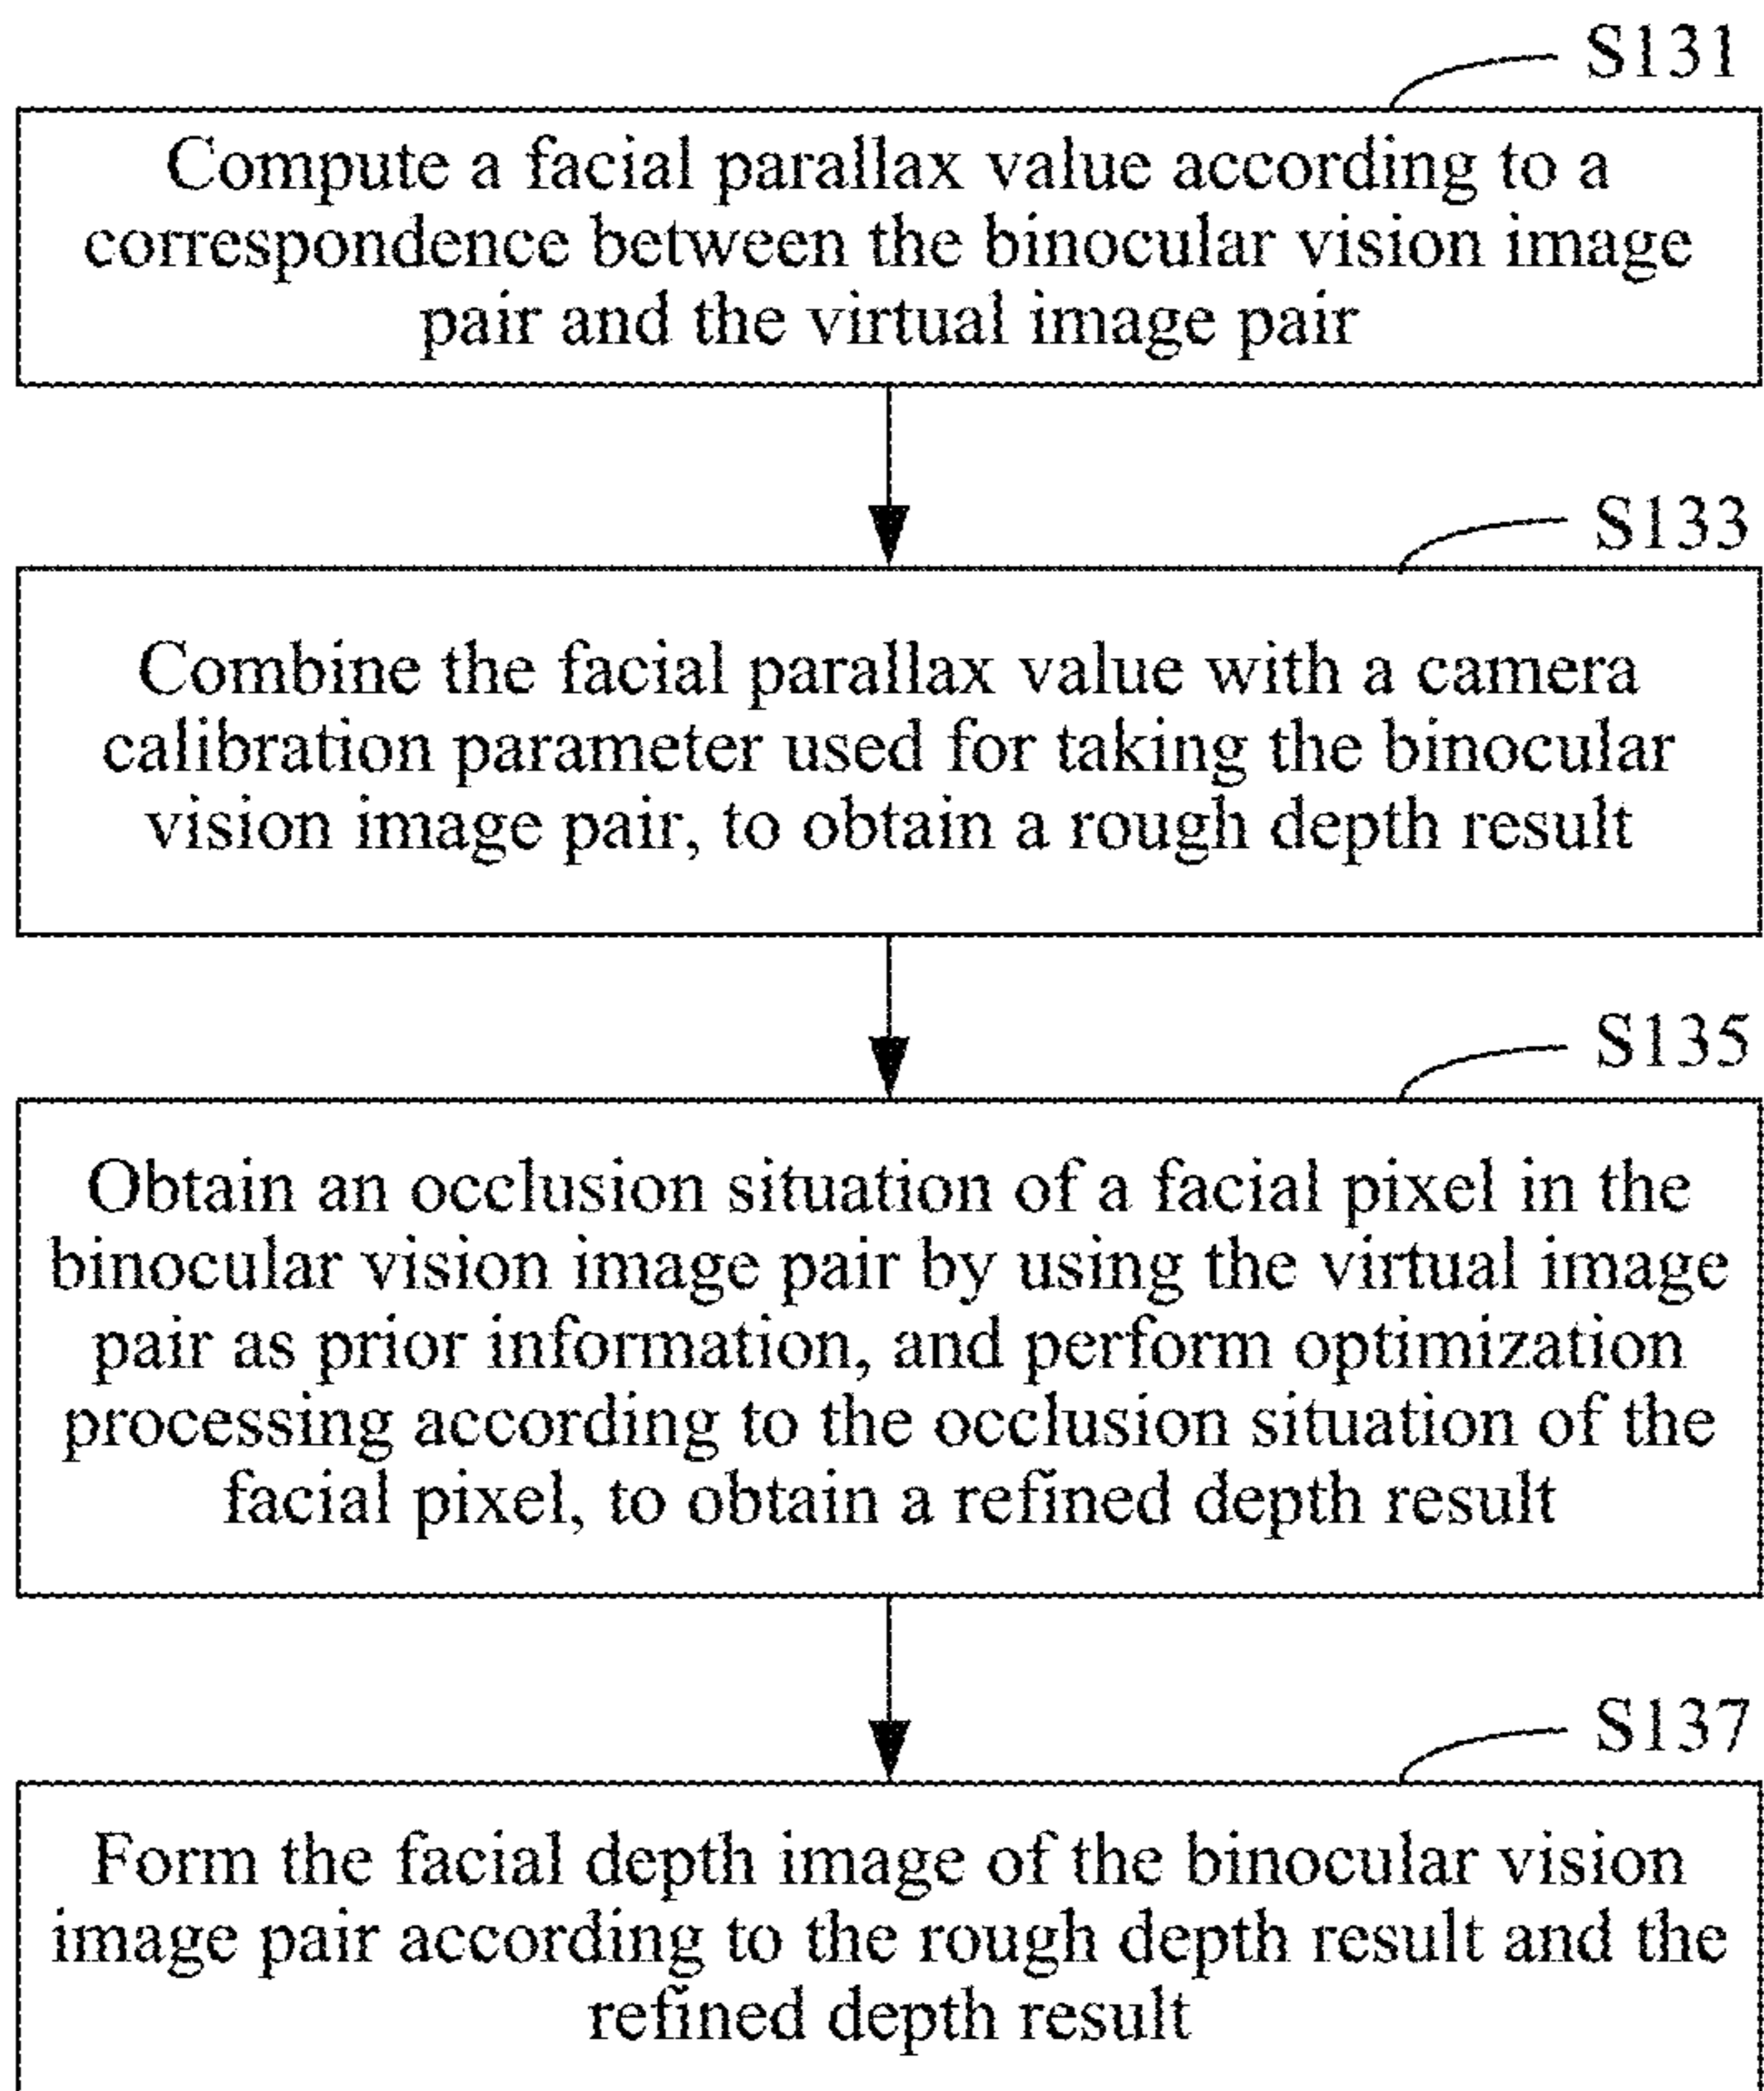 S131
Compute a facial parallax value according to a
correspondence between the binocular vision image
pair and the virtual image pair
S133
Combine the facial parallax value with a camera
calibration parameter used for taking the binocular
vision image pair, to obtain a rough depth result
S135
Obtain an occlusion situation of a facial pixel in the
binocular vision image pair by using the virtual image
pair as prior information, and perform optimization
processing according to the occlusion situation of the
facial pixel, to obtain a refined depth result
S137
Form the facial depth image of the binocular vision
image pair according to the rough depth result and the
refined depth result